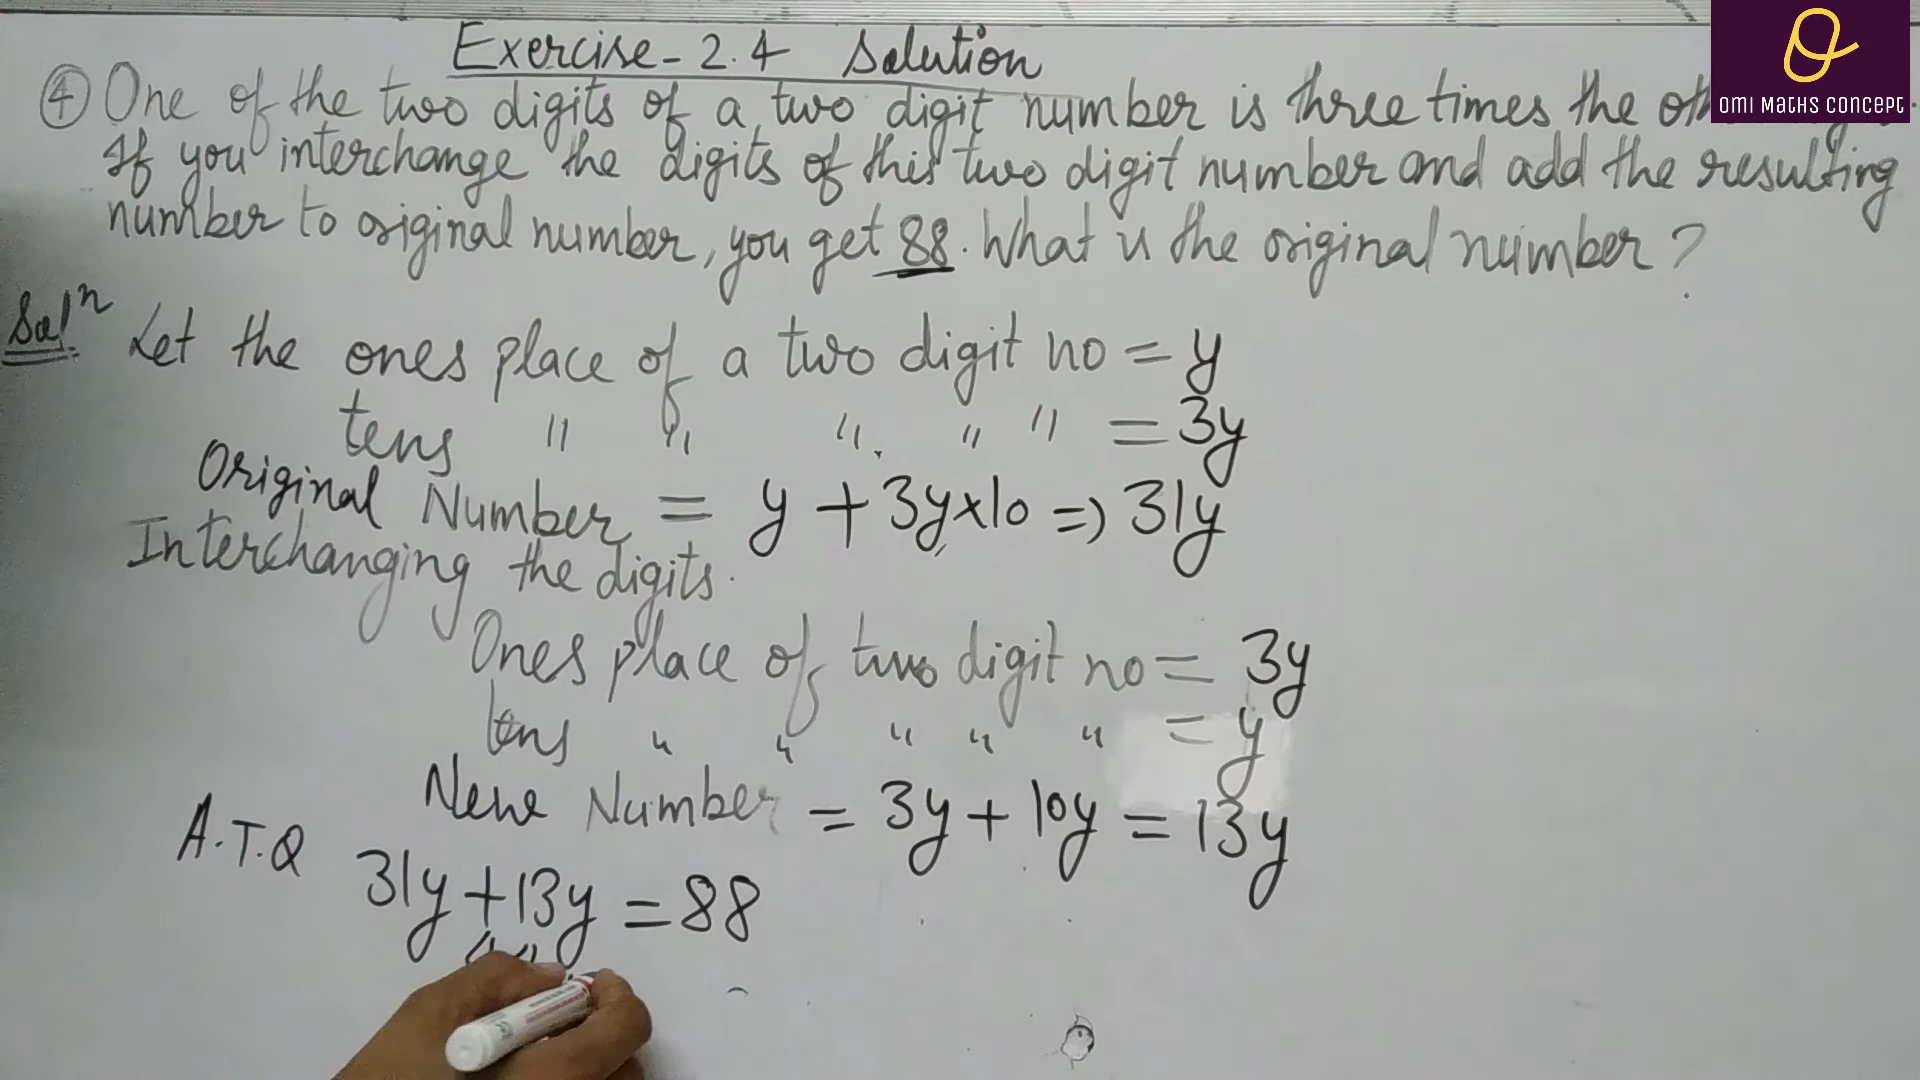 Exercise-2.4 Solution
④ One of the two digits of a two digit number is three times the
If you interchange the digits of this two digit number and add the resulting
number to original number, you get 88. What is the original number?
Solⁿ Let the ones place of a two digit no = y
tens " " " " " = 3y
Original Number = y + 3y×10 => 31y
Interchanging the digits.
Ones place of two digit no = 3y
tens " " " " " = y
New Number = 3y + 10y = 13y
A.T.Q
31y + 13y = 88
OMI MATHS CONCEPT